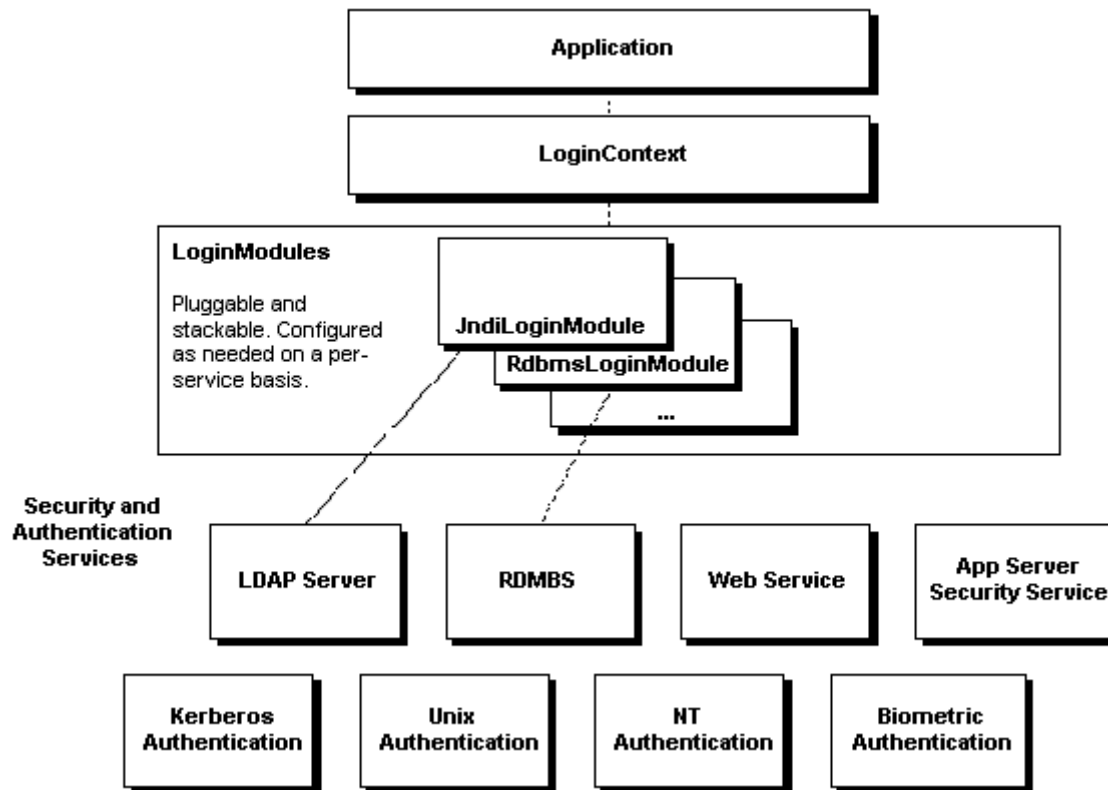 Application
LoginContext
LoginModules
Pluggable and
stackable. Configured
as needed on a per-
service basis.
JndiLoginModule
RdbmsLoginModule
...
Security and
Authentication
Services
LDAP Server
RDMBS
Web Service
App Server
Security Service
Kerberos
Authentication
Unix
Authentication
NT
Authentication
Biometric
Authentication